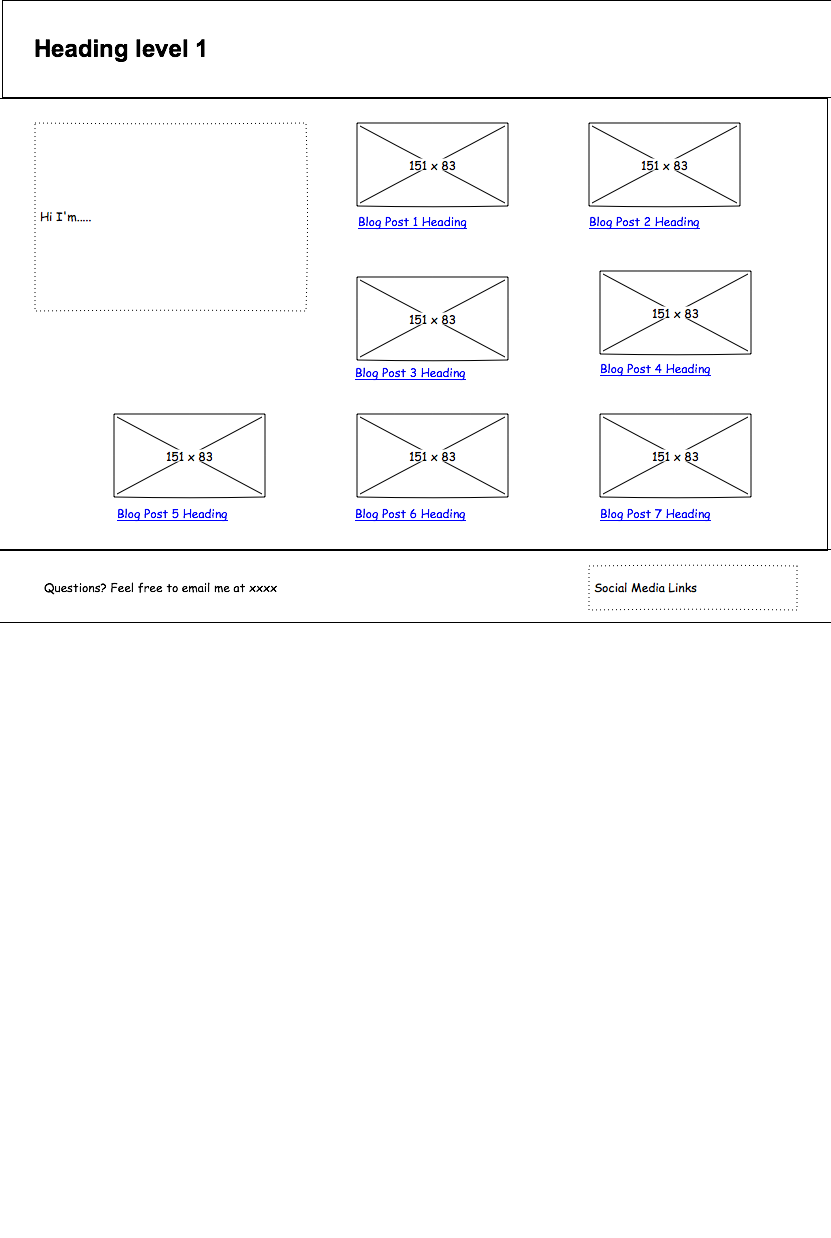 Heading level 1
Hi I'm.....
151 x 83
151 x 83
Blog Post 1 Heading
Blog Post 2 Heading
151 x 83
151 x 83
Blog Post 3 Heading
Blog Post 4 Heading
151 x 83
151 x 83
151 x 83
Blog Post 5 Heading
Blog Post 6 Heading
Blog Post 7 Heading
Questions? Feel free to email me at xxxx
Social Media Links